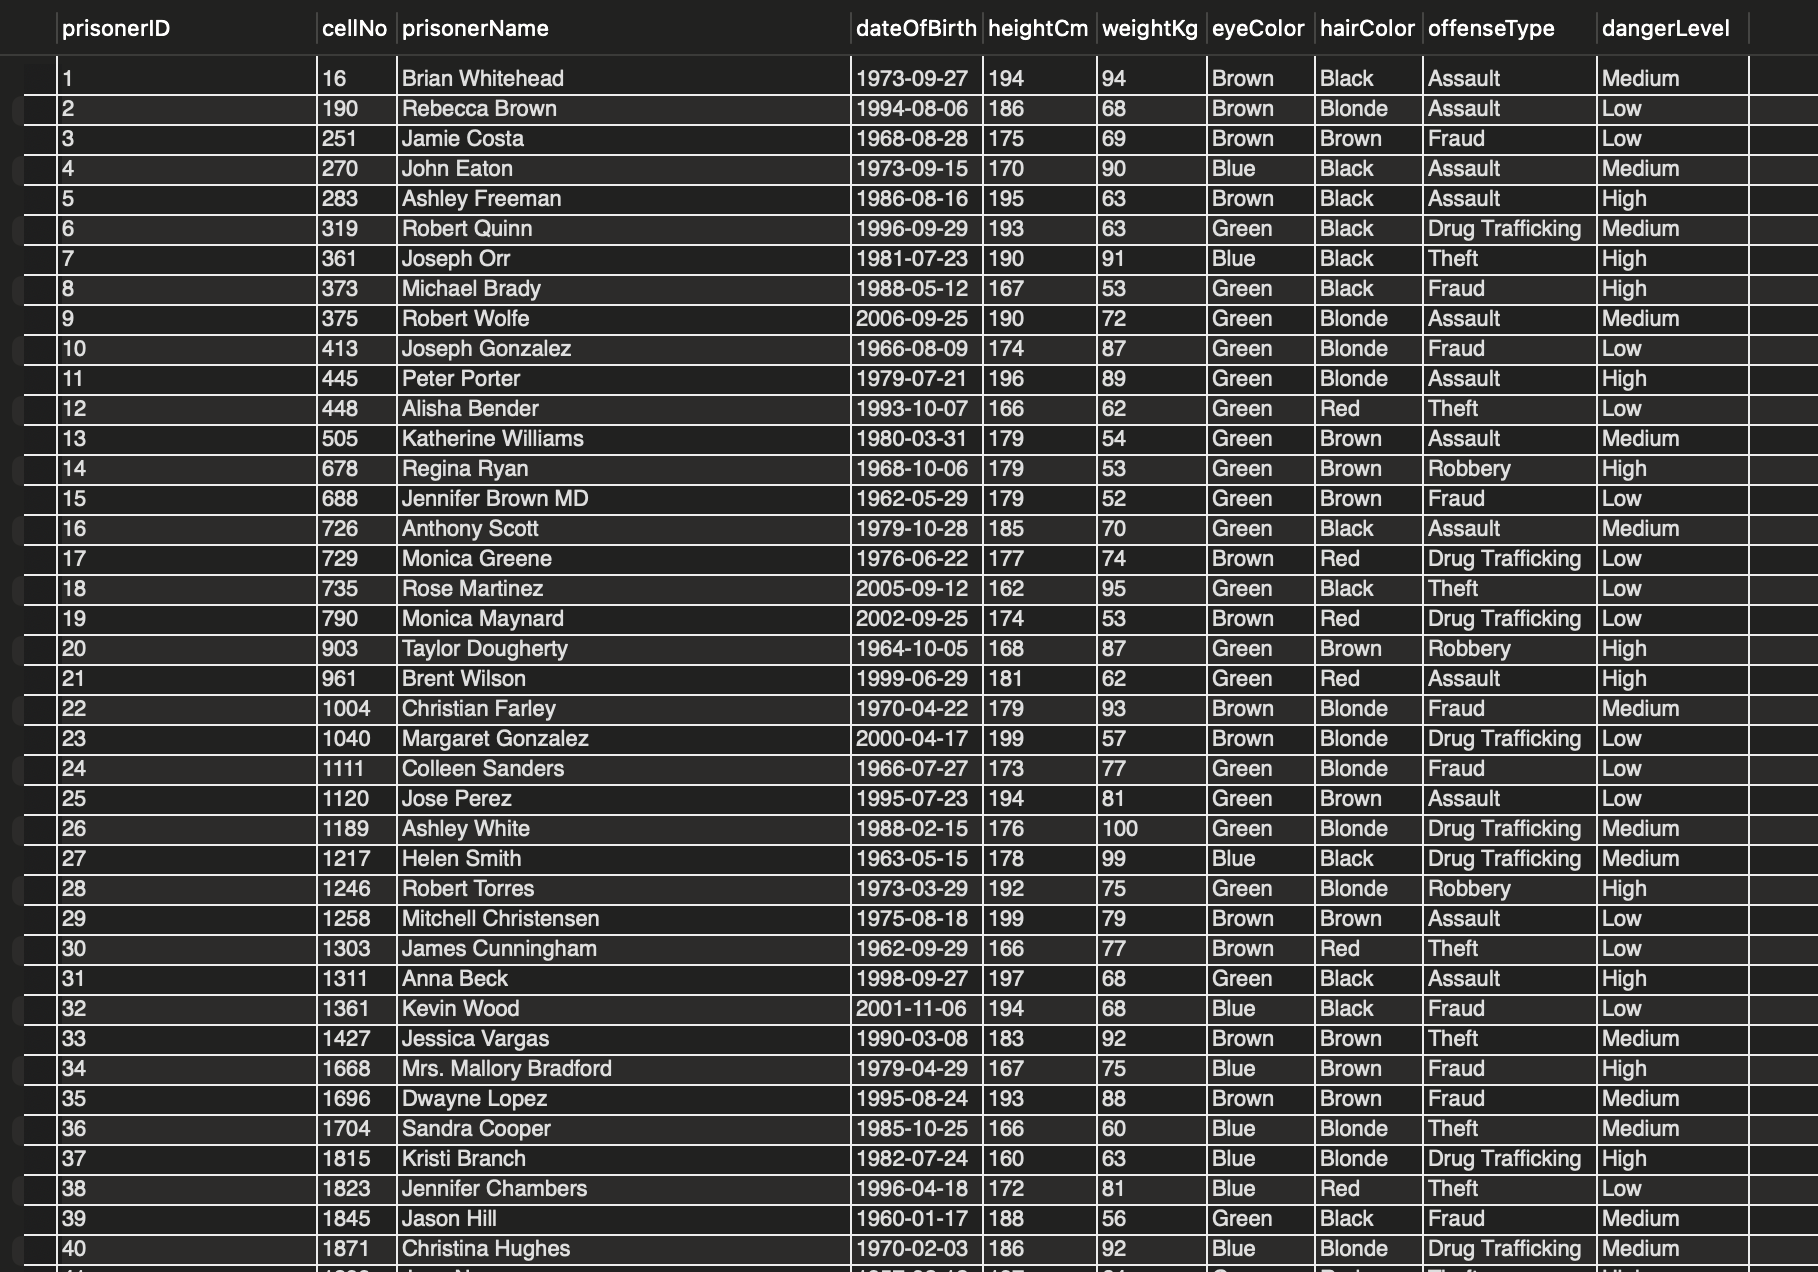 prisonerID cellNo prisonerName dateOfBirth heightCm weightKg eyeColor hairColor offenseType dangerLevel
1 16 Brian Whitehead 1973-09-27 194 94 Brown Black Assault Medium
2 190 Rebecca Brown 1994-08-06 186 68 Brown Blonde Assault Low
3 251 Jamie Costa 1968-08-28 175 69 Brown Brown Fraud Low
4 270 John Eaton 1973-09-15 170 90 Blue Black Assault Medium
5 283 Ashley Freeman 1986-08-16 195 63 Brown Black Assault High
6 319 Robert Quinn 1996-09-29 193 63 Green Black Drug Trafficking Medium
7 361 Joseph Orr 1981-07-23 190 91 Blue Black Theft High
8 373 Michael Brady 1988-05-12 167 53 Green Black Fraud High
9 375 Robert Wolfe 2006-09-25 190 72 Green Blonde Assault Medium
10 413 Joseph Gonzalez 1966-08-09 174 87 Green Blonde Fraud Low
11 445 Peter Porter 1979-07-21 196 89 Green Blonde Assault High
12 448 Alisha Bender 1993-10-07 166 62 Green Red Theft Low
13 505 Katherine Williams 1980-03-31 179 54 Green Brown Assault Medium
14 678 Regina Ryan 1968-10-06 179 53 Green Brown Robbery High
15 688 Jennifer Brown MD 1962-05-29 179 52 Green Brown Fraud Low
16 726 Anthony Scott 1979-10-28 185 70 Green Black Assault Medium
17 729 Monica Greene 1976-06-22 177 74 Brown Red Drug Trafficking Low
18 735 Rose Martinez 2005-09-12 162 95 Green Black Theft Low
19 790 Monica Maynard 2002-09-25 174 53 Brown Red Drug Trafficking Low
20 903 Taylor Dougherty 1964-10-05 168 87 Green Brown Robbery High
21 961 Brent Wilson 1999-06-29 181 62 Green Red Assault High
22 1004 Christian Farley 1970-04-22 179 93 Brown Blonde Fraud Medium
23 1040 Margaret Gonzalez 2000-04-17 199 57 Brown Blonde Drug Trafficking Low
24 1111 Colleen Sanders 1966-07-27 173 77 Green Blonde Fraud Low
25 1120 Jose Perez 1995-07-23 194 81 Green Brown Assault Low
26 1189 Ashley White 1988-02-15 176 100 Green Blonde Drug Trafficking Medium
27 1217 Helen Smith 1963-05-15 178 99 Blue Black Drug Trafficking Medium
28 1246 Robert Torres 1973-03-29 192 75 Green Blonde Robbery High
29 1258 Mitchell Christensen 1975-08-18 199 79 Brown Brown Assault Low
30 1303 James Cunningham 1962-09-29 166 77 Brown Red Theft Low
31 1311 Anna Beck 1998-09-27 197 68 Green Black Assault High
32 1361 Kevin Wood 2001-11-06 194 68 Blue Black Fraud Low
33 1427 Jessica Vargas 1990-03-08 183 92 Brown Brown Theft Medium
34 1668 Mrs. Mallory Bradford 1979-04-29 167 75 Blue Brown Fraud High
35 1696 Dwayne Lopez 1995-08-24 193 88 Brown Brown Fraud Medium
36 1704 Sandra Cooper 1985-10-25 166 60 Blue Blonde Theft Medium
37 1815 Kristi Branch 1982-07-24 160 63 Blue Blonde Drug Trafficking High
38 1823 Jennifer Chambers 1996-04-18 172 81 Blue Red Theft Low
39 1845 Jason Hill 1960-01-17 188 56 Green Black Fraud Medium
40 1871 Christina Hughes 1970-02-03 186 92 Blue Blonde Drug Trafficking Medium